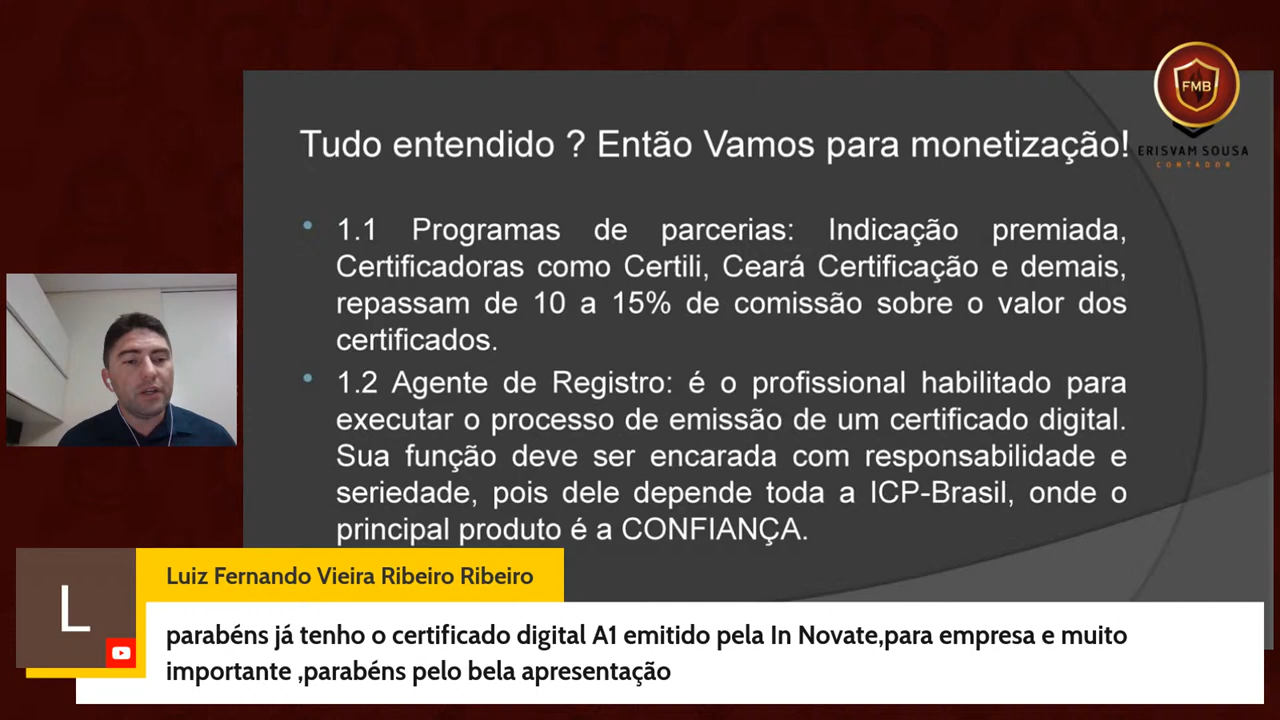 FMB
ERISVAM SOUSA
CONTADOR
Tudo entendido ? Então Vamos para monetização!
1.1 Programas de parcerias: Indicação premiada,
Certificadoras como Certili, Ceará Certificação e demais,
repassam de 10 a 15% de comissão sobre o valor dos
certificados.
1.2 Agente de Registro: é o profissional habilitado para
executar o processo de emissão de um certificado digital.
Sua função deve ser encarada com responsabilidade e
seriedade, pois dele depende toda a ICP-Brasil, onde o
principal produto é a CONFIANÇA.
L
Luiz Fernando Vieira Ribeiro Ribeiro
parabéns já tenho o certificado digital A1 emitido pela In Novate,para empresa e muito
importante ,parabéns pelo bela apresentação